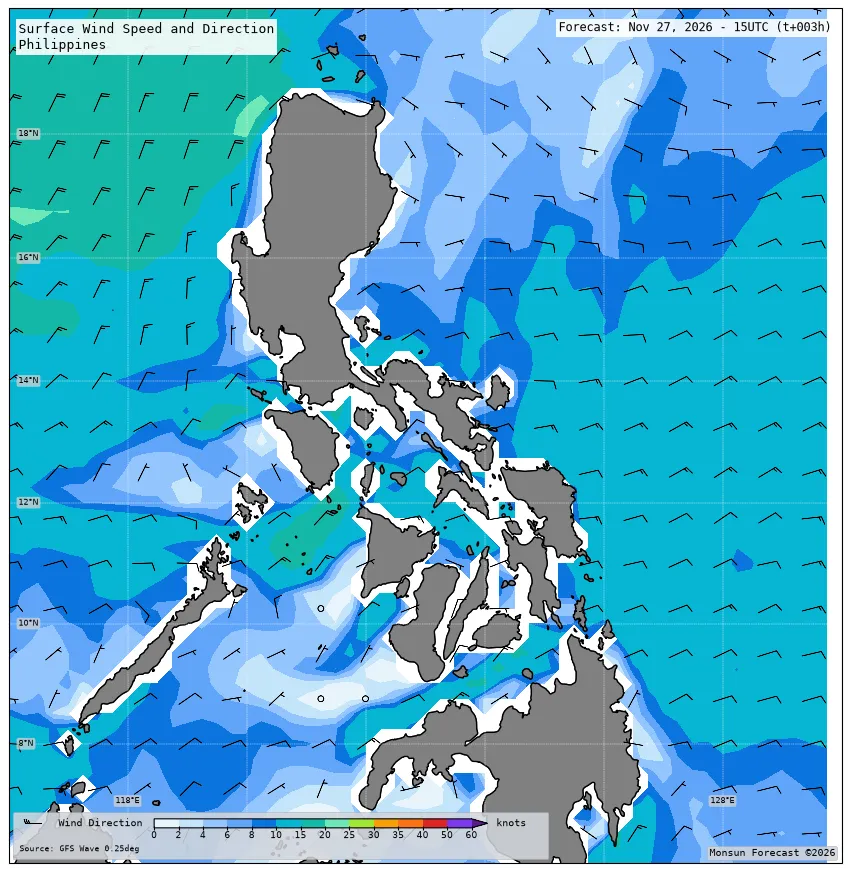 Surface Wind Speed and Direction
Philippines
Forecast: Nov 27, 2026 - 15UTC (t+003h)
18°N
16°N
14°N
12°N
10°N
8°N
118°E
128°E
Wind Direction
0 2 4 6 8 10 15 20 25 30 35 40 50 60 knots
Source: GFS Wave 0.25deg
Monsun Forecast ©2026